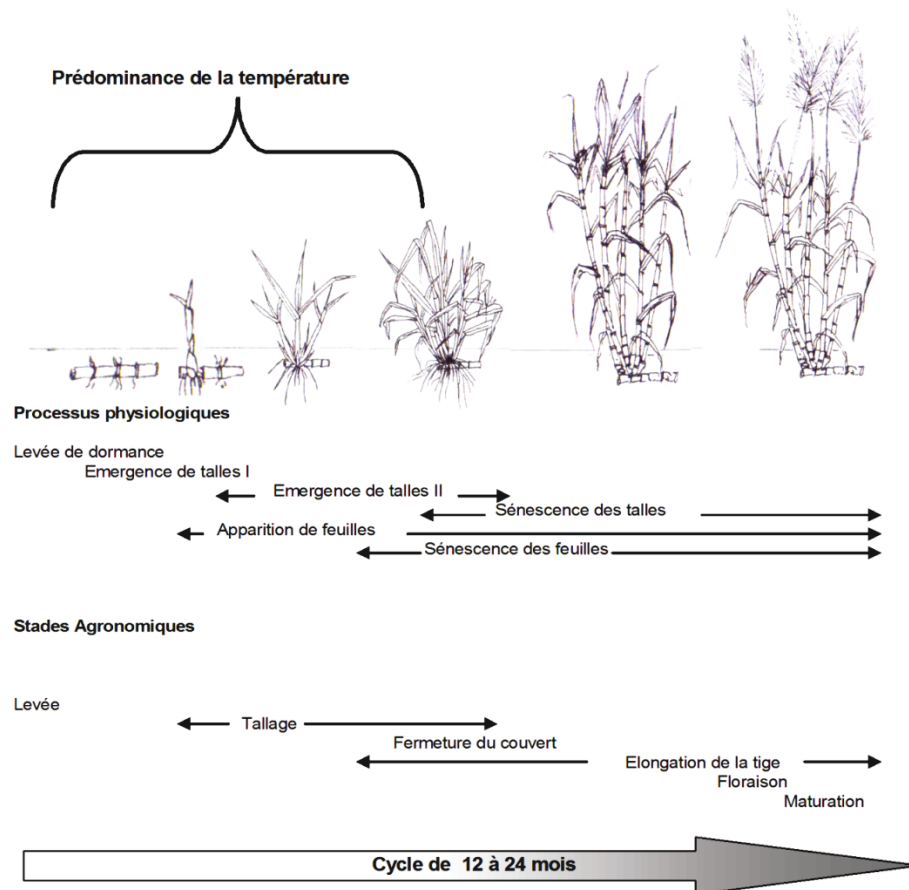 Prédominance de la température
Processus physiologiques
Levée de dormance
Emergence de talles I
Emergence de talles II
Sénescence des talles
Apparition de feuilles
Sénescence des feuilles
Stades Agronomiques
Levée
Tallage
Fermeture du couvert
Elongation de la tige
Floraison
Maturation
Cycle de 12 à 24 mois